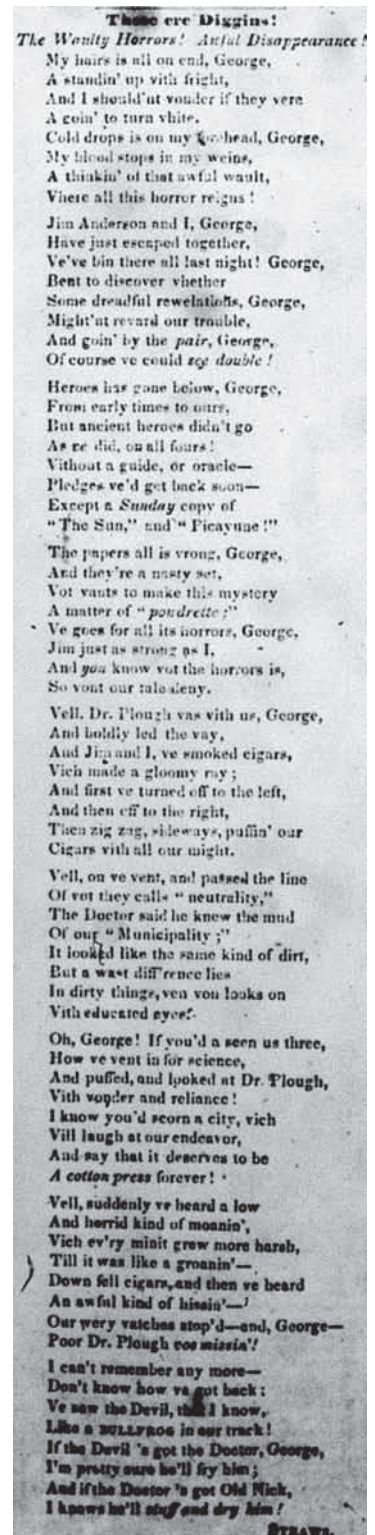 These ere Diggins!
The Waulty Horrors! Awful Disappearance!
My hairs is all on end, George,
A standin' up vith fright,
And I should'nt vonder if they vere
A goin' to turn vhite.
Cold drops is on my forehead, George,
My blood stops in my weins,
A thinkin' of that awful wault,
Vhere all this horror reigns!
Jim Anderson and I, George,
Have just escaped together,
Ve've bin there all last night! George,
Bent to discover vhether
Some dreadful rewelations, George,
Might'nt revard our trouble,
And goin' by the pair, George,
Of course ve could see double!
Heroes has gone below, George,
From early times to ours,
But ancient heroes didn't go
As ve did, on all fours!
Vithout a guide, or oracle—
Pledges ve'd get back soon—
Except a Sunday copy of
"The Sun," and "Picayune!"
The papers all is vrong, George,
And they're a nasty set,
Vot vants to make this mystery
A matter of "poudrette;"
Ve goes for all its horrors, George,
Jim just as strong as I,
And you know vot the horrors is,
So vont our tale deny.
Vell, Dr. Plough vas vith us, George,
And boldly led the vay,
And Jim and I, ve smoked cigars,
Vich made a gloomy ray;
And first ve turned off to the left,
And then off to the right,
Then zig zag, sideways, puffin' our
Cigars vith all our might.
Vell, on ve vent, and passed the line
Of vot they calls "neutrality,"
The Doctor said he knew the mud
Of our "Municipality;"
It looked like the same kind of dirt,
But a wast diff'rence lies
In dirty things, ven von looks on
Vith educated eyes!
Oh, George! If you'd a seen us three,
How ve vent in for science,
And puffed, and looked at Dr. Plough,
Vith vonder and reliance!
I know you'd scorn a city, vich
Vill laugh at our endeavor,
And say that it deserves to be
A cotton press forever!
Vell, suddenly ve heard a low
And horrid kind of moanin',
Vich ev'ry minit grew more harsh,
Till it was like a groanin'—
Down fell cigars, and then ve heard
An awful kind of hissin'—
Our wery vatches stop'd—and, George—
Poor Dr. Plough vos missin'!
I can't remember any more—
Don't know how ve got back;
Ve saw the Devil, that I know,
Like a BULLFROG in our track!
If the Devil 's got the Doctor, George,
I'm pretty sure he'll fry him;
And if the Doctor 's got Old Nick,
I knows he'll stuff and dry him!
STRAWS.